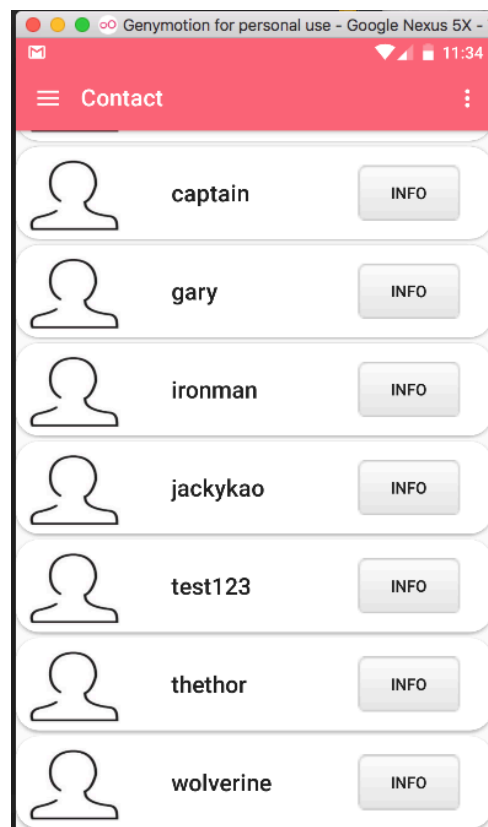 Genymotion for personal use - Google Nexus 5X -
11:34
Contact
captain
INFO
gary
INFO
ironman
INFO
jackykao
INFO
test123
INFO
thethor
INFO
wolverine
INFO